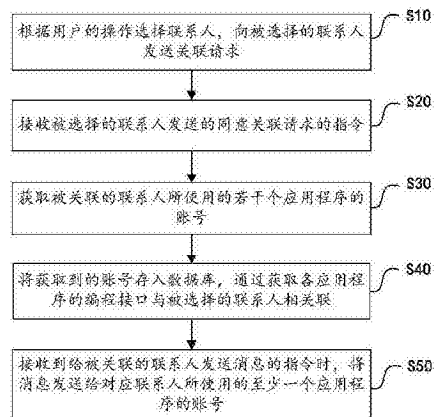 根据用户的操作选择联系人，向被选择的联系人
发送关联请求
S10
接收被选择的联系人发送的同意关联请求的指令
S20
获取被关联的联系人所使用的若干个应用程序的
账号
S30
将获取到的账号存入数据库，通过获取各应用程
序的编程接口与被选择的联系人相关联
S40
接收到给被关联的联系人发送消息的指令时，将
消息发送给对应联系人所使用的至少一个应用程
序的账号
S50